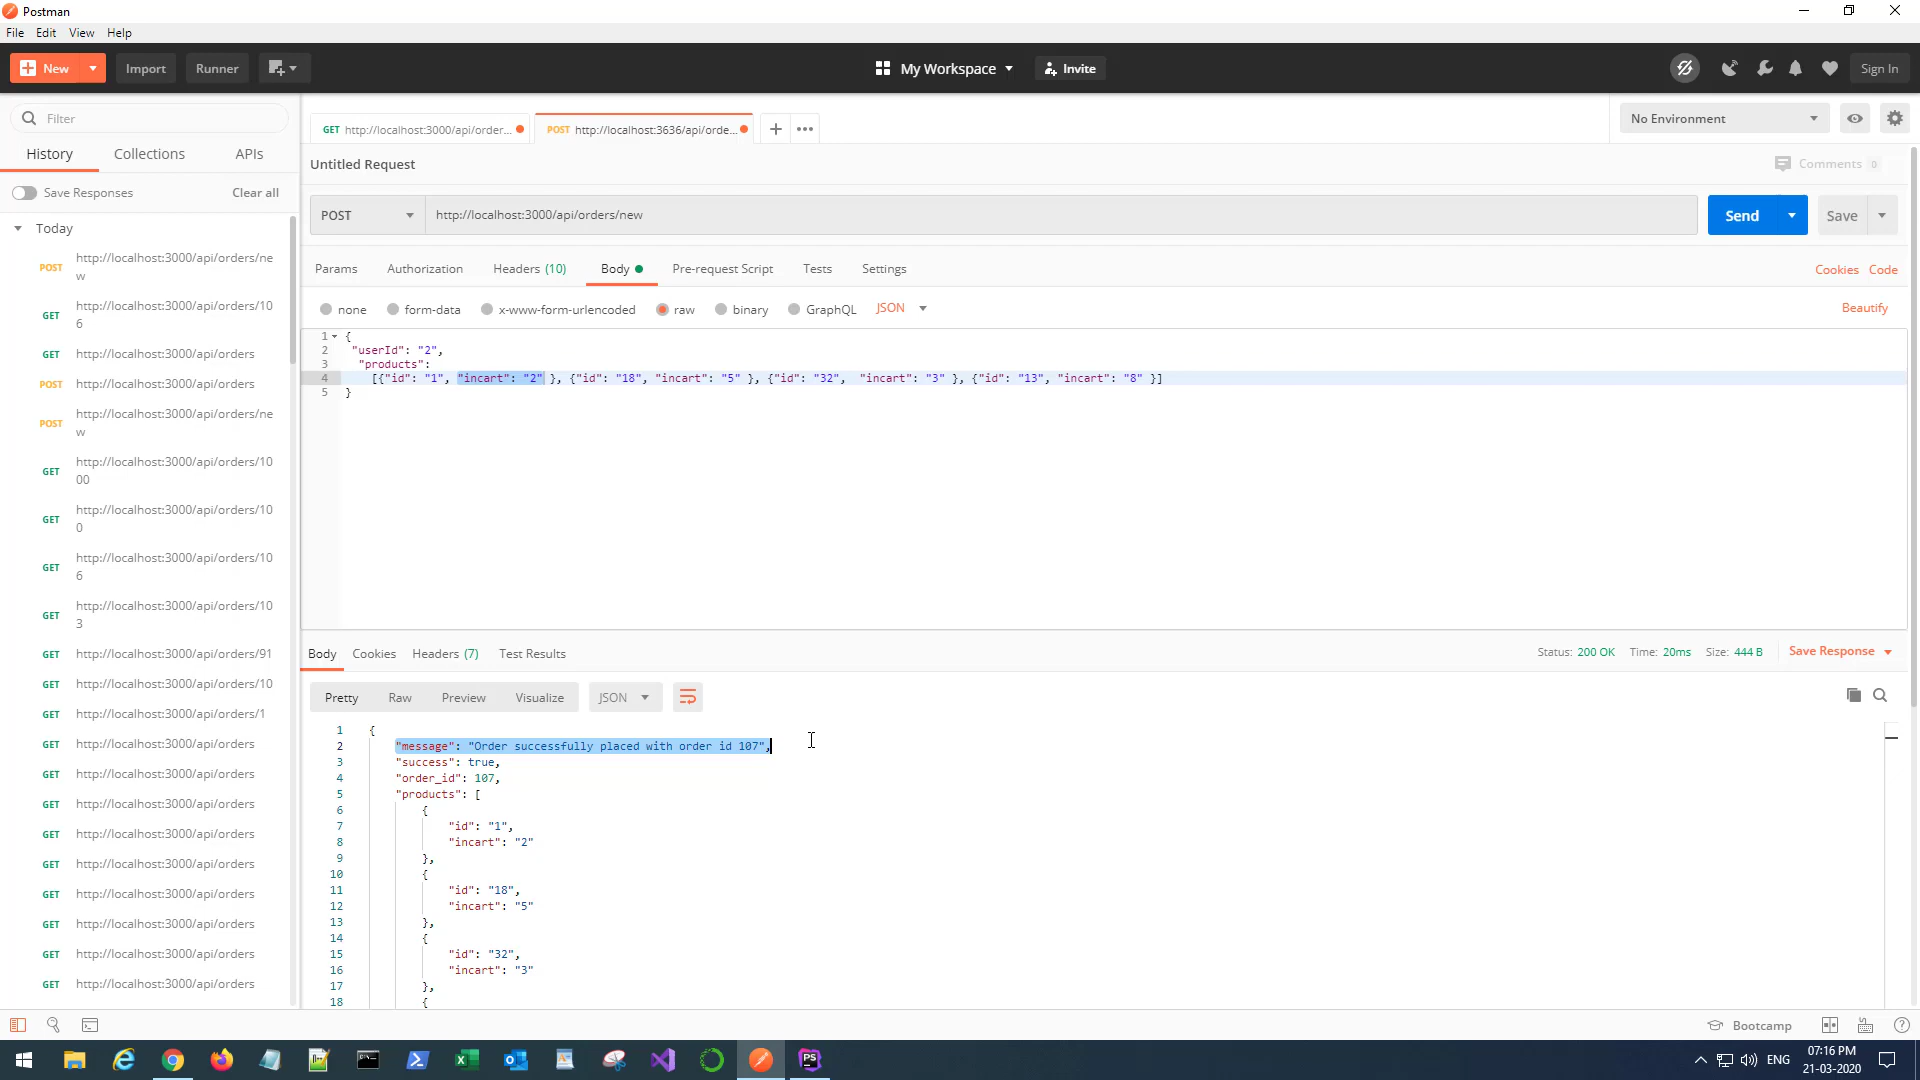 Postman
File Edit View Help
New Import Runner My Workspace Invite Sign In
Filter
History Collections APIs
Save Responses Clear all
Today
POST http://localhost:3000/api/orders/ne
w
GET http://localhost:3000/api/orders/10
6
GET http://localhost:3000/api/orders
POST http://localhost:3000/api/orders
POST http://localhost:3000/api/orders/ne
w
GET http://localhost:3000/api/orders/10
00
GET http://localhost:3000/api/orders/10
0
GET http://localhost:3000/api/orders/10
6
GET http://localhost:3000/api/orders/10
3
GET http://localhost:3000/api/orders/91
GET http://localhost:3000/api/orders/10
GET http://localhost:3000/api/orders/1
GET http://localhost:3000/api/orders
GET http://localhost:3000/api/orders
GET http://localhost:3000/api/orders
GET http://localhost:3000/api/orders
GET http://localhost:3000/api/orders
GET http://localhost:3000/api/orders
GET http://localhost:3000/api/orders
GET http://localhost:3000/api/orders
GET http://localhost:3000/api/orders
GET http://localhost:3000/api/order... POST http://localhost:3636/api/orde... No Environment
Untitled Request Comments 0
POST http://localhost:3000/api/orders/new Send Save
Params Authorization Headers (10) Body Pre-request Script Tests Settings Cookies Code
none form-data x-www-form-urlencoded raw binary GraphQL JSON Beautify
1 {
2 "userId": "2",
3 "products":
4 [{"id": "1", "incart": "2" }, {"id": "18", "incart": "5" }, {"id": "32", "incart": "3" }, {"id": "13", "incart": "8" }]
5 }
Body Cookies Headers (7) Test Results Status: 200 OK Time: 20ms Size: 444 B Save Response
Pretty Raw Preview Visualize JSON
1 {
2 "message": "Order successfully placed with order id 107",
3 "success": true,
4 "order_id": 107,
5 "products": [
6 {
7 "id": "1",
8 "incart": "2"
9 },
10 {
11 "id": "18",
12 "incart": "5"
13 },
14 {
15 "id": "32",
16 "incart": "3"
17 },
18 {
Bootcamp
PS
ENG 07:16 PM
21-03-2020